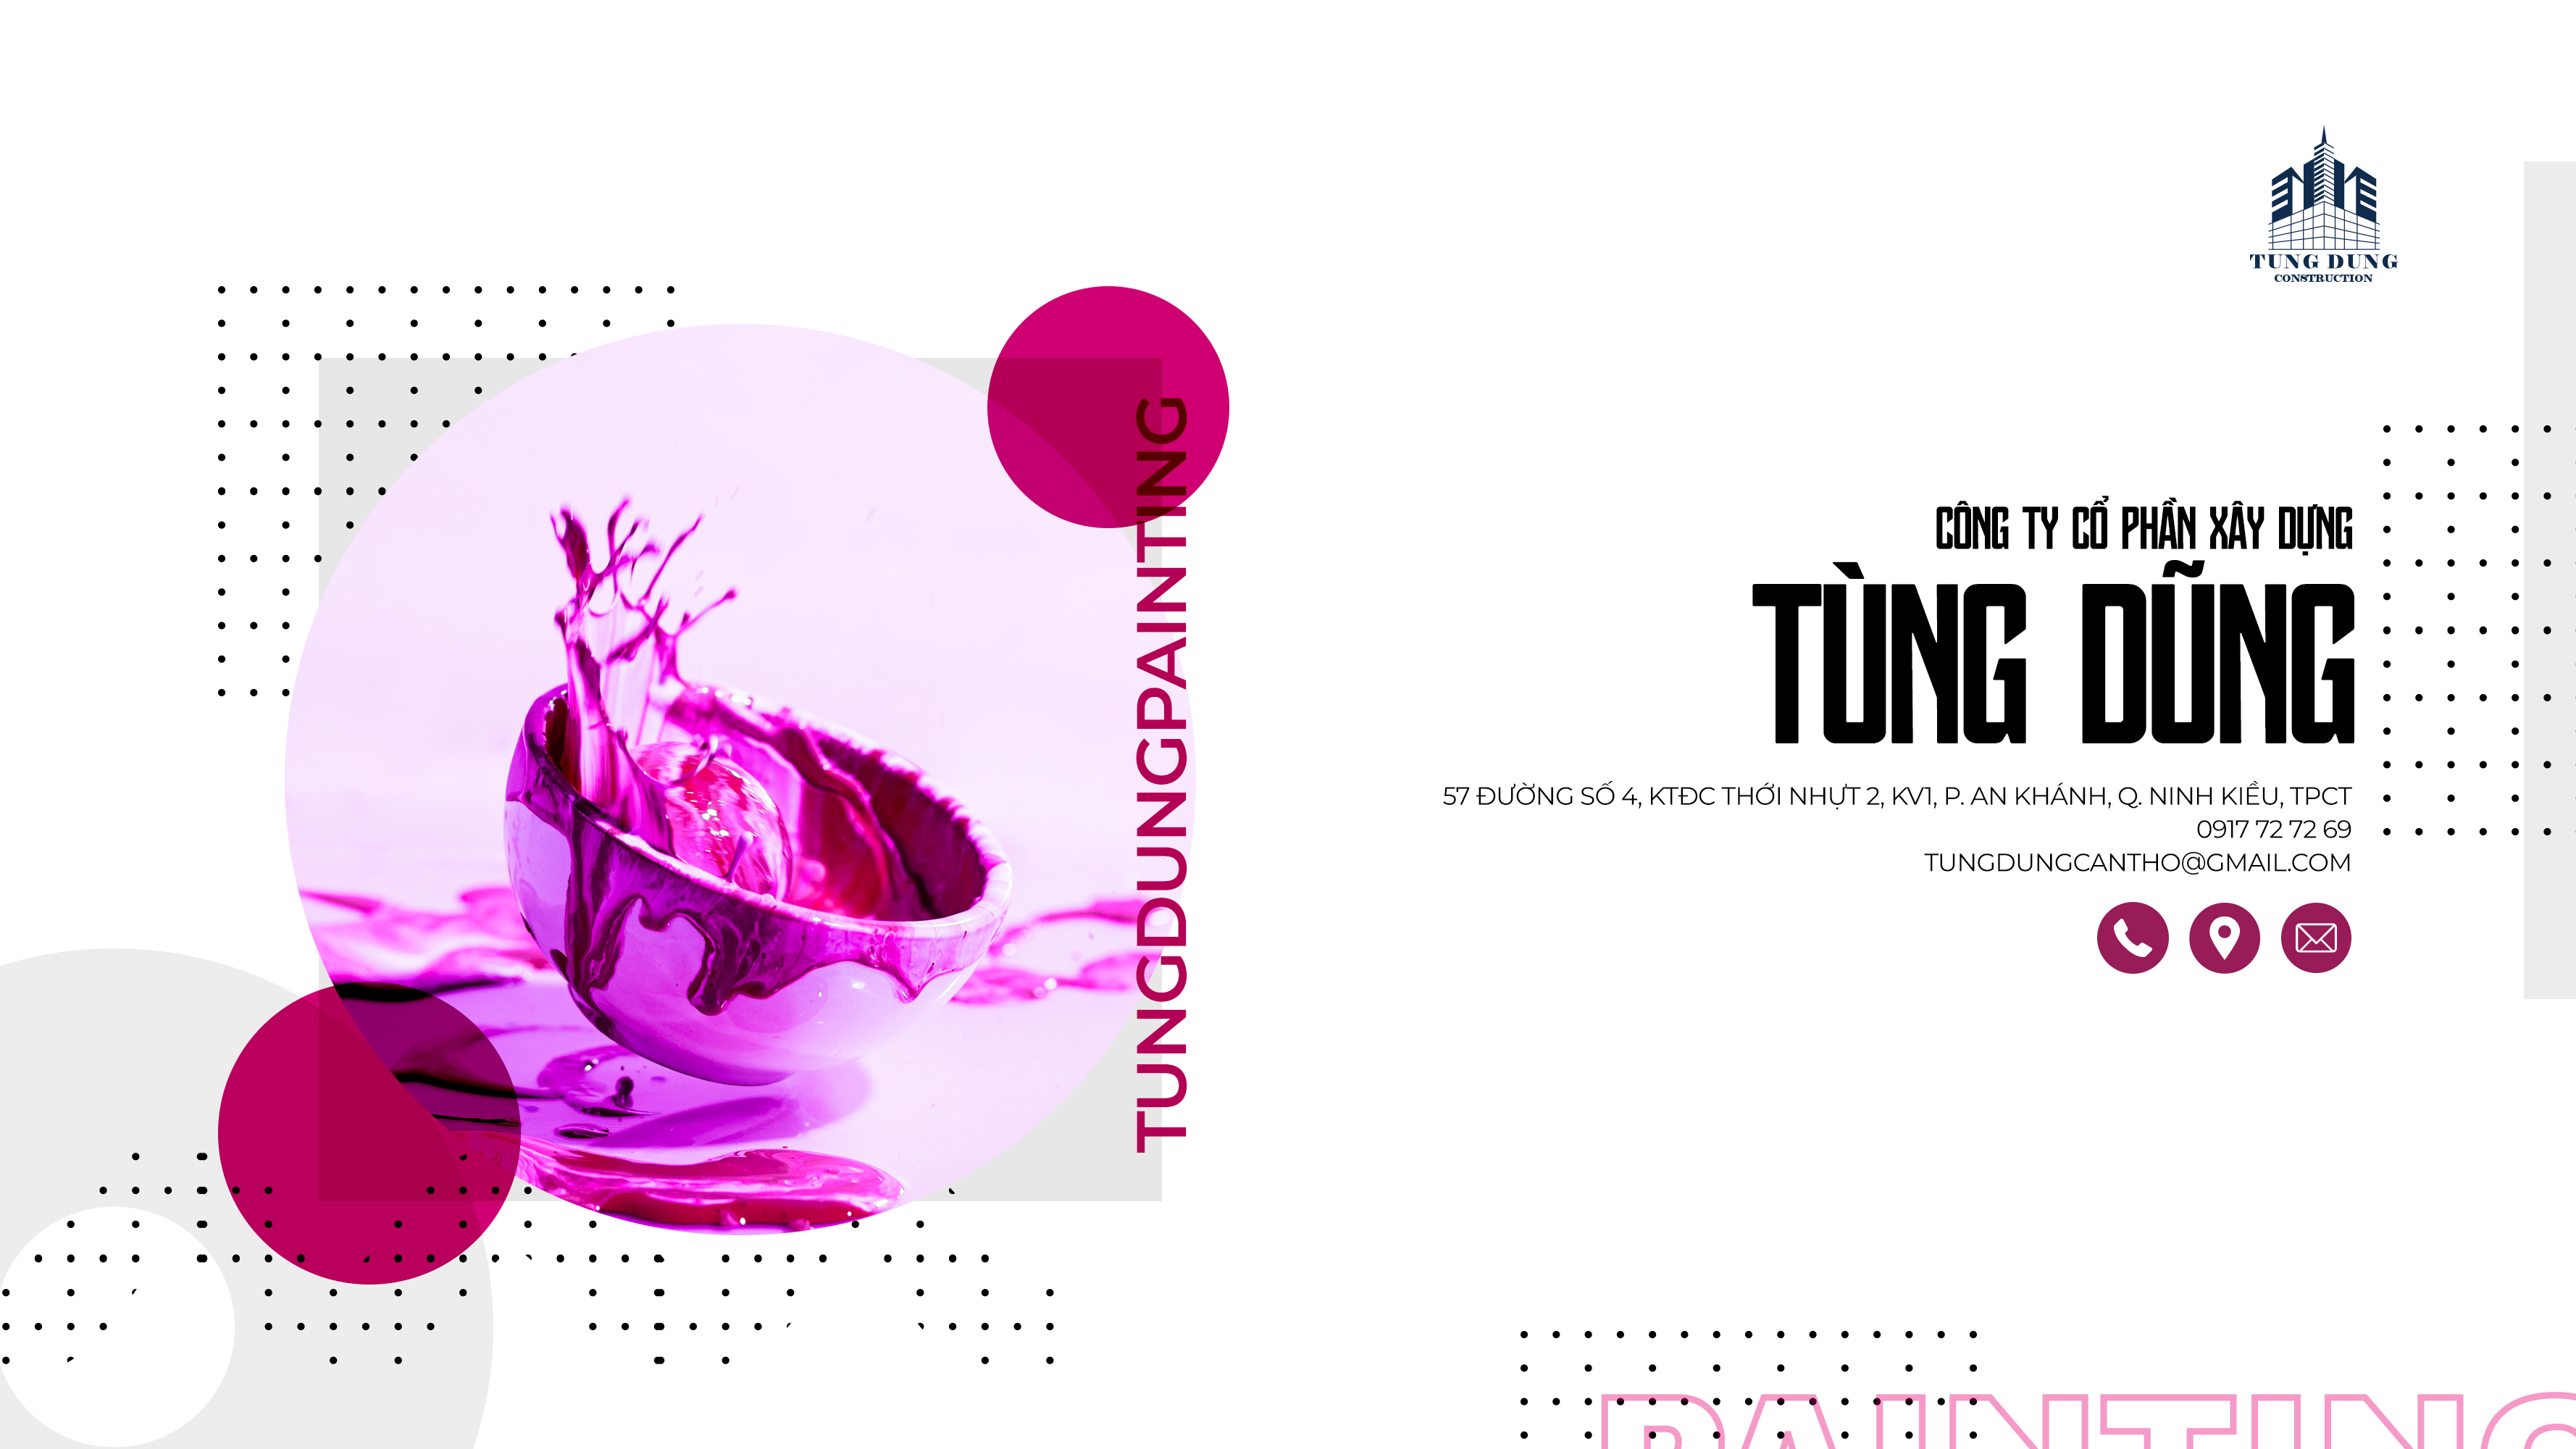 TUNG DUNG
CONSTRUCTION
TUNGDUNGPAINTING
CÔNG TY CỔ PHẦN XÂY DỰNG
TÙNG DŨNG
57 ĐƯỜNG SỐ 4, KTĐC THỚI NHỰT 2, KV1, P. AN KHÁNH, Q. NINH KIỀU, TPCT
0917 72 72 69
TUNGDUNGCANTHO@GMAIL.COM
PAINTING